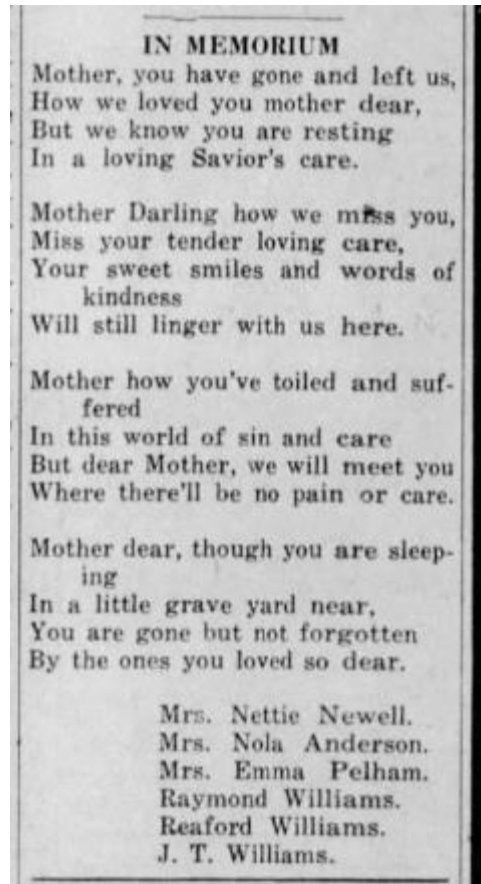 IN MEMORIUM
Mother, you have gone and left us,
How we loved you mother dear,
But we know you are resting
In a loving Savior's care.
Mother Darling how we miss you,
Miss your tender loving care,
Your sweet smiles and words of
kindness
Will still linger with us here.
Mother how you've toiled and suf-
fered
In this world of sin and care
But dear Mother, we will meet you
Where there'll be no pain or care.
Mother dear, though you are sleep-
ing
In a little grave yard near,
You are gone but not forgotten
By the ones you loved so dear.
Mrs. Nettie Newell.
Mrs. Nola Anderson.
Mrs. Emma Pelham.
Raymond Williams.
Reaford Williams.
J. T. Williams.